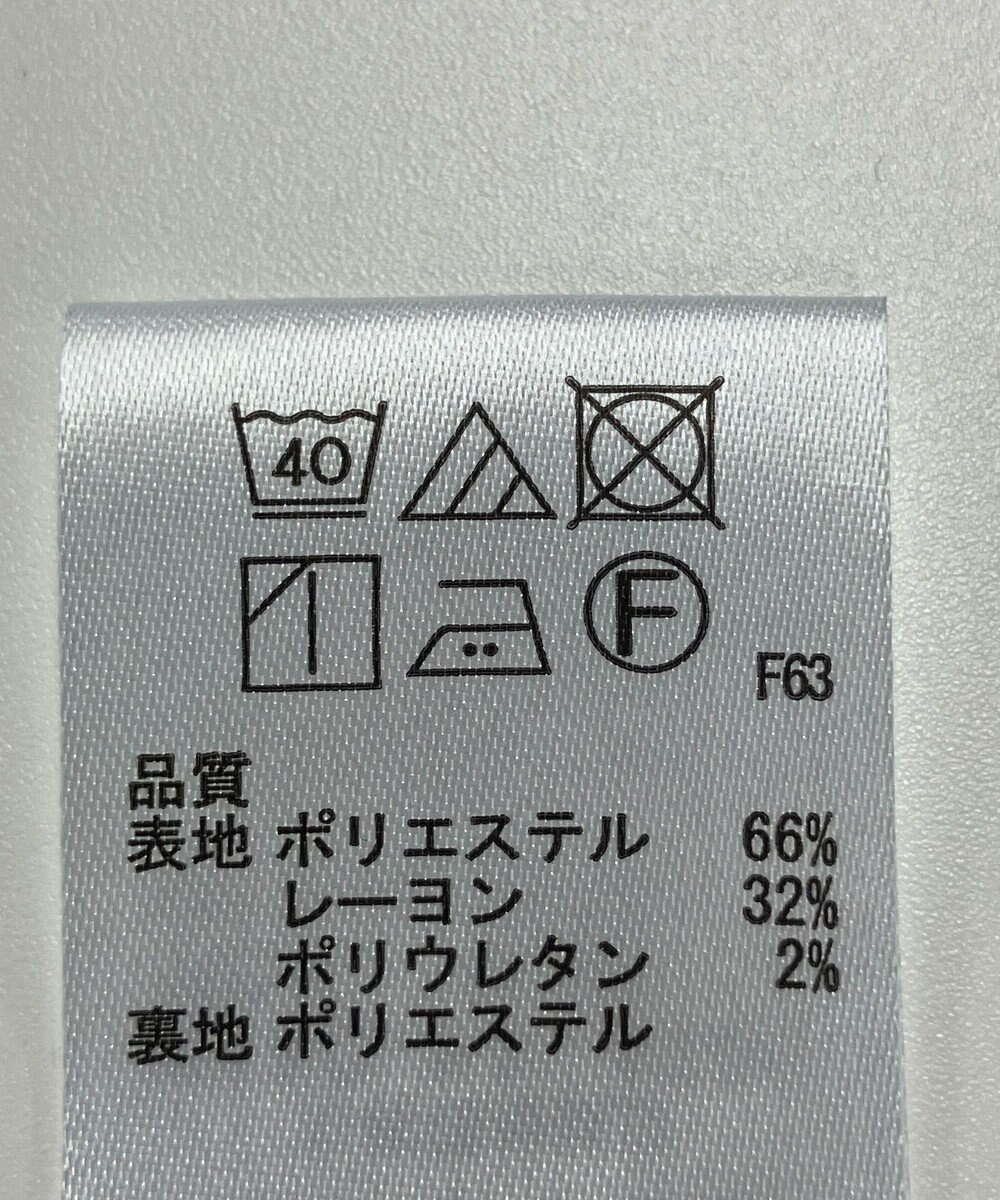 40
F
F63
品質
表地 ポリエステル 66%
レーヨン 32%
ポリウレタン 2%
裏地 ポリエステル